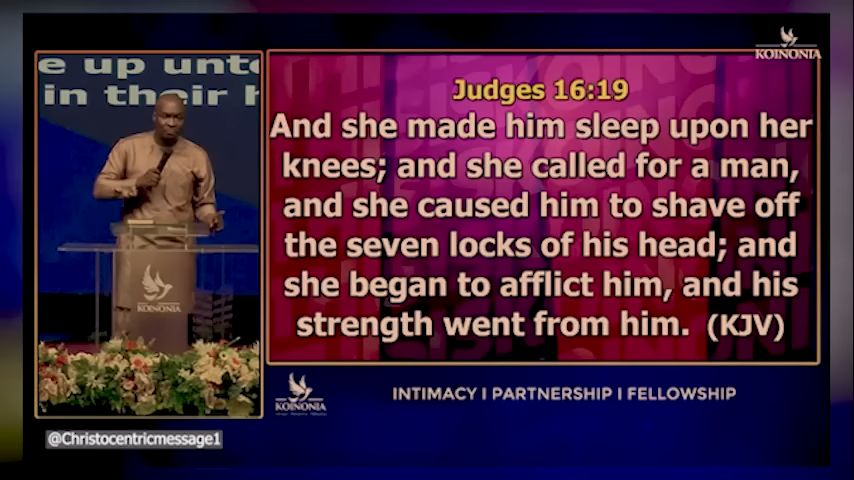 KOINONIA
e up unto
in their h
Judges 16:19
And she made him sleep upon her
knees; and she called for a man,
and she caused him to shave off
the seven locks of his head; and
she began to afflict him, and his
strength went from him. (KJV)
KOINONIA
KOINONIA
INTIMACY I PARTNERSHIP I FELLOWSHIP
@Christocentricmessage1